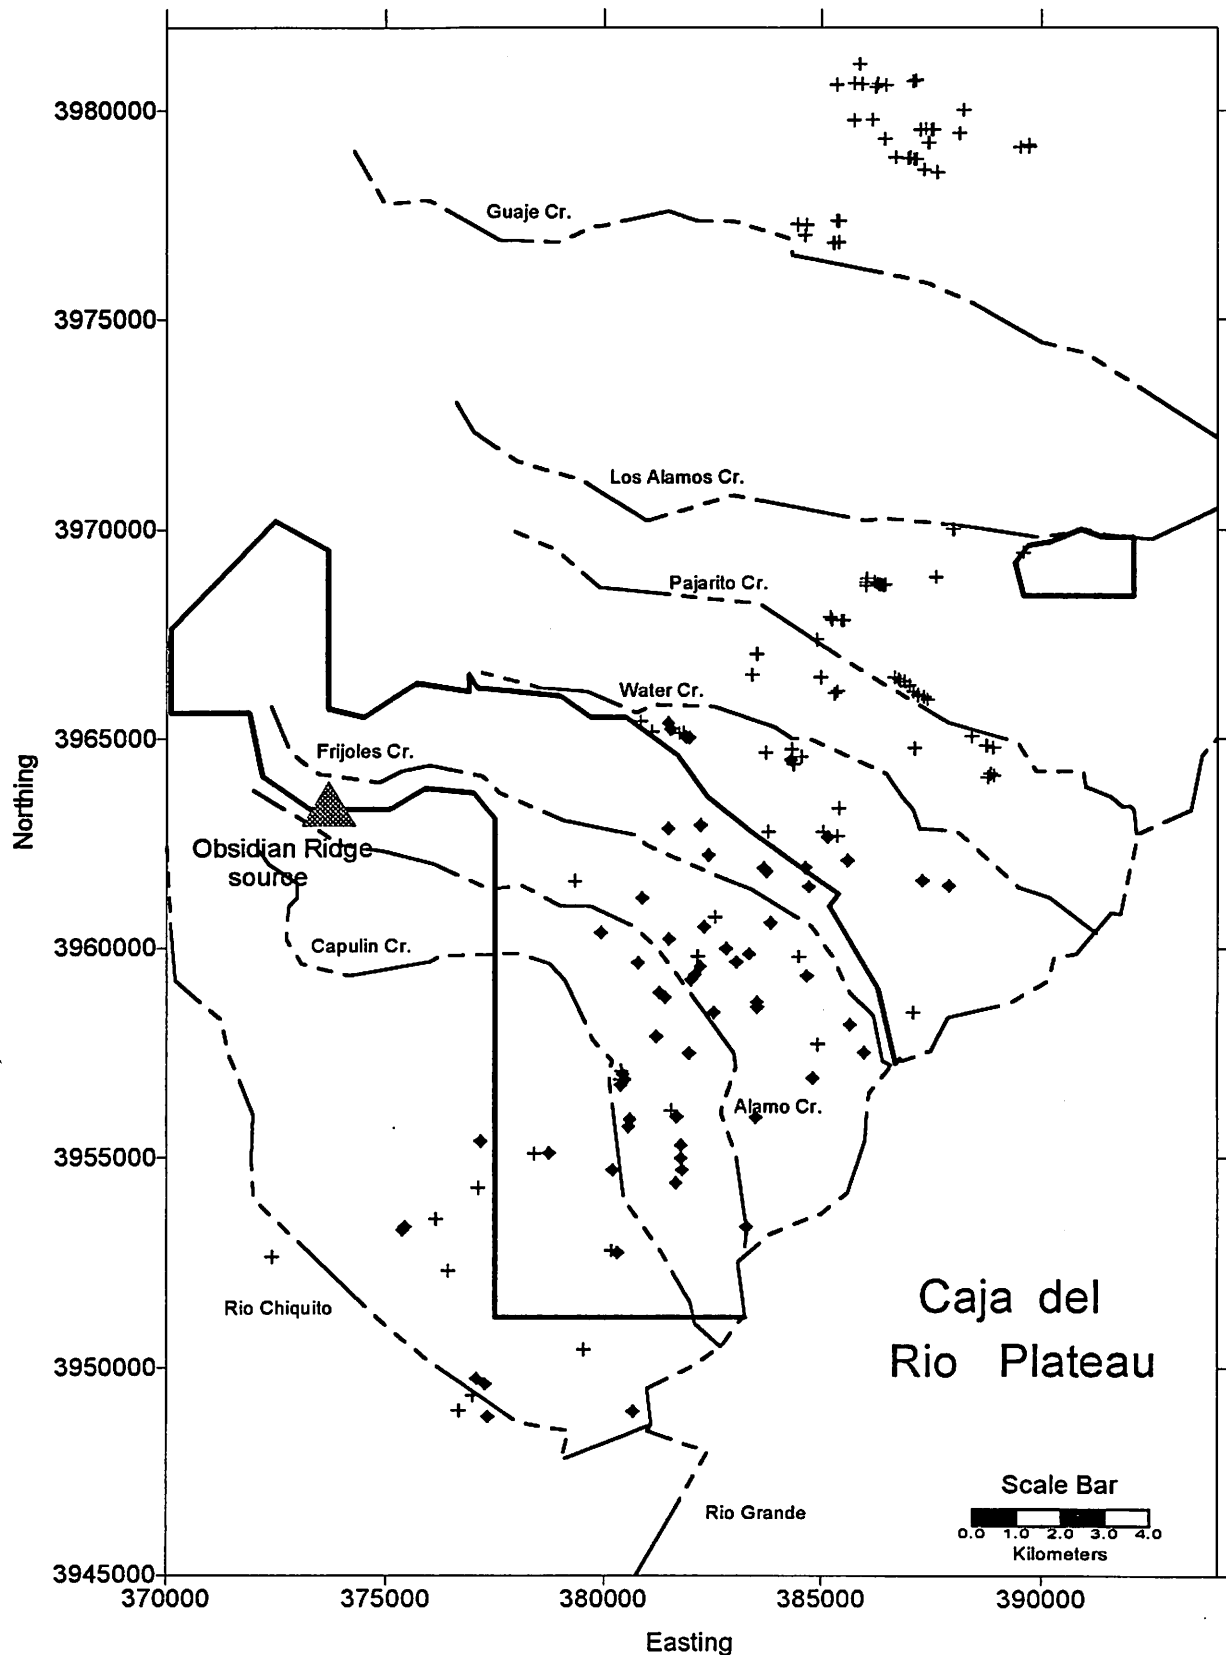 3980000
Guaje Cr.
3975000
Los Alamos Cr.
3970000
Pajarito Cr.
Water Cr.
3965000
Frijoles Cr.
Northing
Obsidian Ridge
source
3960000
Capulin Cr.
Alamo Cr.
3955000
Rio Chiquito
Caja del
Rio Plateau
3950000
Scale Bar
Rio Grande
0.0 1.0 2.0 3.0 4.0
Kilometers
3945000
370000 375000 380000 385000 390000
Easting